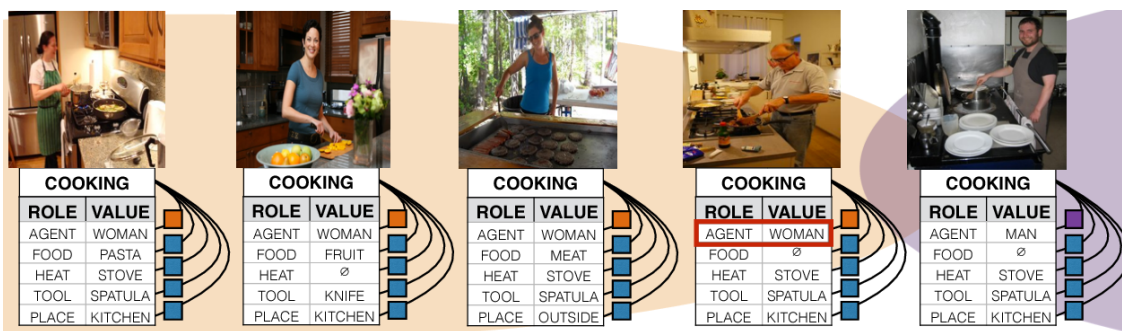 COOKING
ROLE VALUE
AGENT WOMAN
FOOD PASTA
HEAT STOVE
TOOL SPATULA
PLACE KITCHEN
COOKING
ROLE VALUE
AGENT WOMAN
FOOD FRUIT
HEAT ∅
TOOL KNIFE
PLACE KITCHEN
COOKING
ROLE VALUE
AGENT WOMAN
FOOD MEAT
HEAT STOVE
TOOL SPATULA
PLACE OUTSIDE
COOKING
ROLE VALUE
AGENT WOMAN
FOOD ∅
HEAT STOVE
TOOL SPATULA
PLACE KITCHEN
COOKING
ROLE VALUE
AGENT MAN
FOOD ∅
HEAT STOVE
TOOL SPATULA
PLACE KITCHEN